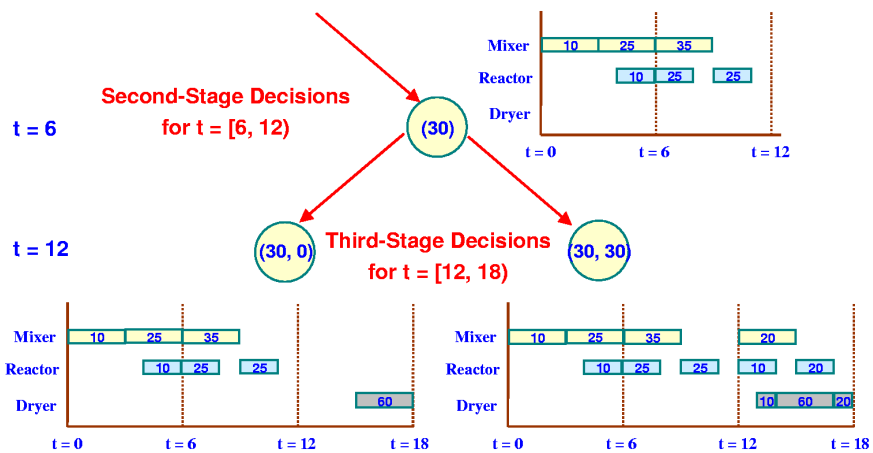 Mixer 10 25 35
Reactor 10 25 25
Dryer
t = 0 t = 6 t = 12
Second-Stage Decisions
for t = [6, 12)
t = 6
(30)
t = 12
(30, 0)
Third-Stage Decisions
for t = [12, 18)
(30, 30)
Mixer 10 25 35
Reactor 10 25 25
Dryer 60
t = 0 t = 6 t = 12 t = 18
Mixer 10 25 35 20
Reactor 10 25 25 10 20
Dryer 10 60 20
t = 0 t = 6 t = 12 t = 18